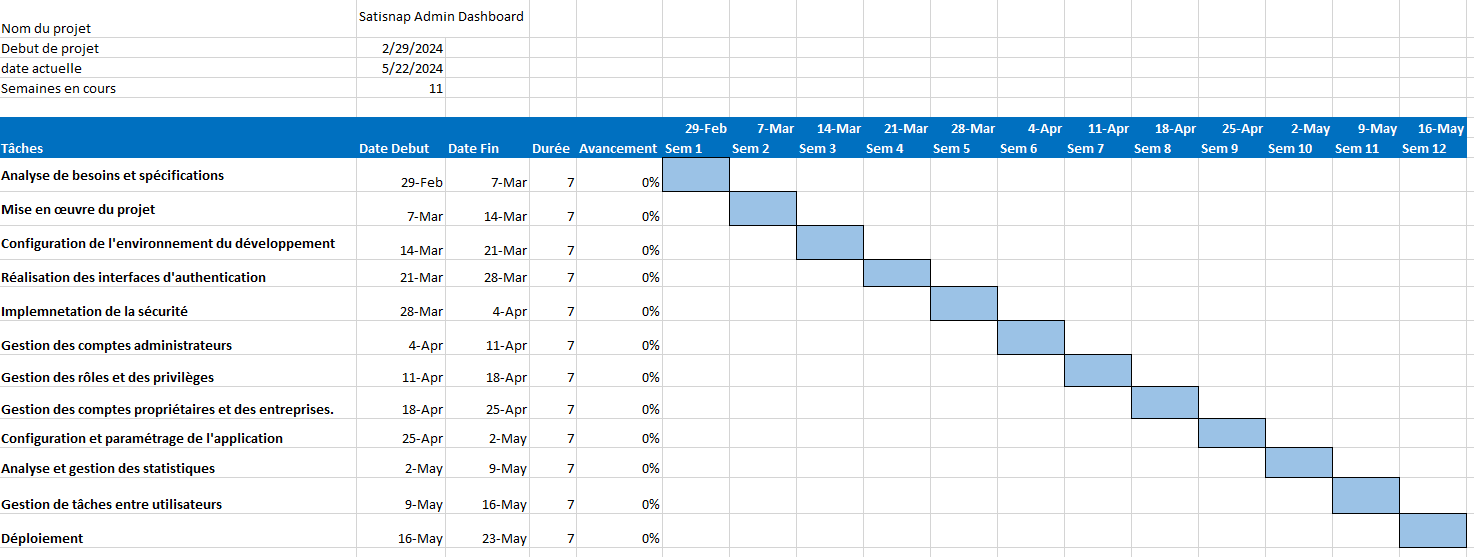 Satisnap Admin Dashboard
Nom du projet
Debut de projet 2/29/2024
date actuelle 5/22/2024
Semaines en cours 11
29-Feb 7-Mar 14-Mar 21-Mar 28-Mar 4-Apr 11-Apr 18-Apr 25-Apr 2-May 9-May 16-May
Tâches Date Debut Date Fin Durée Avancement Sem 1 Sem 2 Sem 3 Sem 4 Sem 5 Sem 6 Sem 7 Sem 8 Sem 9 Sem 10 Sem 11 Sem 12
Analyse de besoins et spécifications 29-Feb 7-Mar 7 0%
Mise en œuvre du projet 7-Mar 14-Mar 7 0%
Configuration de l'environnement du développement 14-Mar 21-Mar 7 0%
Réalisation des interfaces d'authentification 21-Mar 28-Mar 7 0%
Implemnetation de la sécurité 28-Mar 4-Apr 7 0%
Gestion des comptes administrateurs 4-Apr 11-Apr 7 0%
Gestion des rôles et des privilèges 11-Apr 18-Apr 7 0%
Gestion des comptes propriétaires et des entreprises. 18-Apr 25-Apr 7 0%
Configuration et paramétrage de l'application 25-Apr 2-May 7 0%
Analyse et gestion des statistiques 2-May 9-May 7 0%
Gestion de tâches entre utilisateurs 9-May 16-May 7 0%
Déploiement 16-May 23-May 7 0%